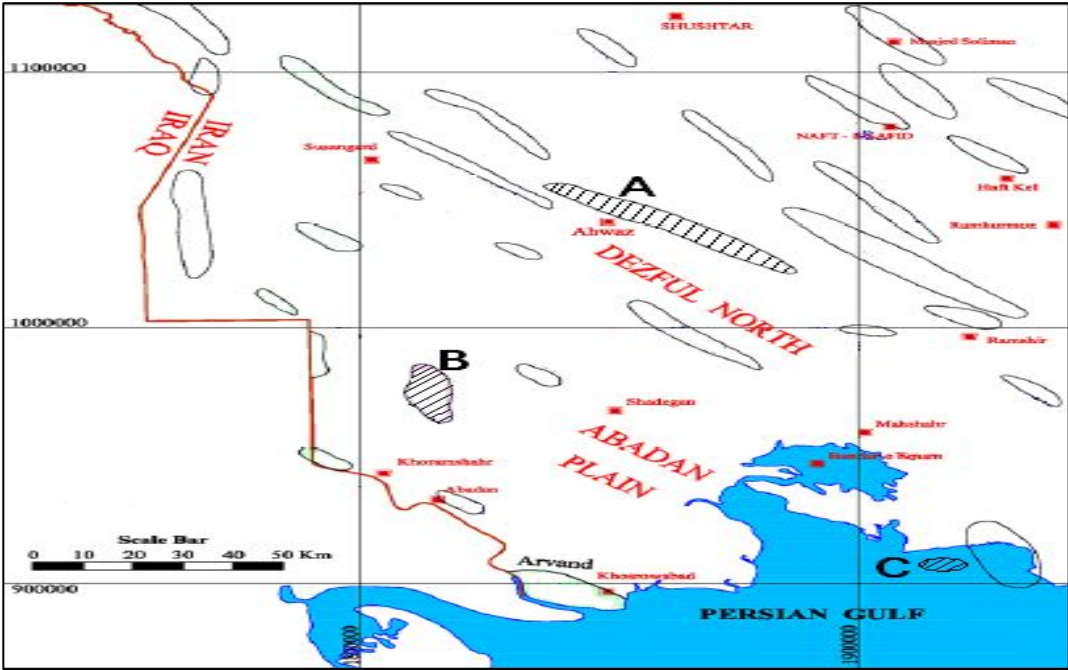 SHUSHTAR
Masjed Soliman
1100000
IRAN
IRAQ
Susangerd
Haft Kel
A
Ahwaz
DEZFUL NORTH
1000000
Ramshir
B
Shadegan
ABADAN
PLAIN
Mahshahr
Khoramshahr
Abadan
Scale Bar
0 10 20 30 40 50 Km
Arvand
C
Khosrowabad
900000
PERSIAN GULF
1900000